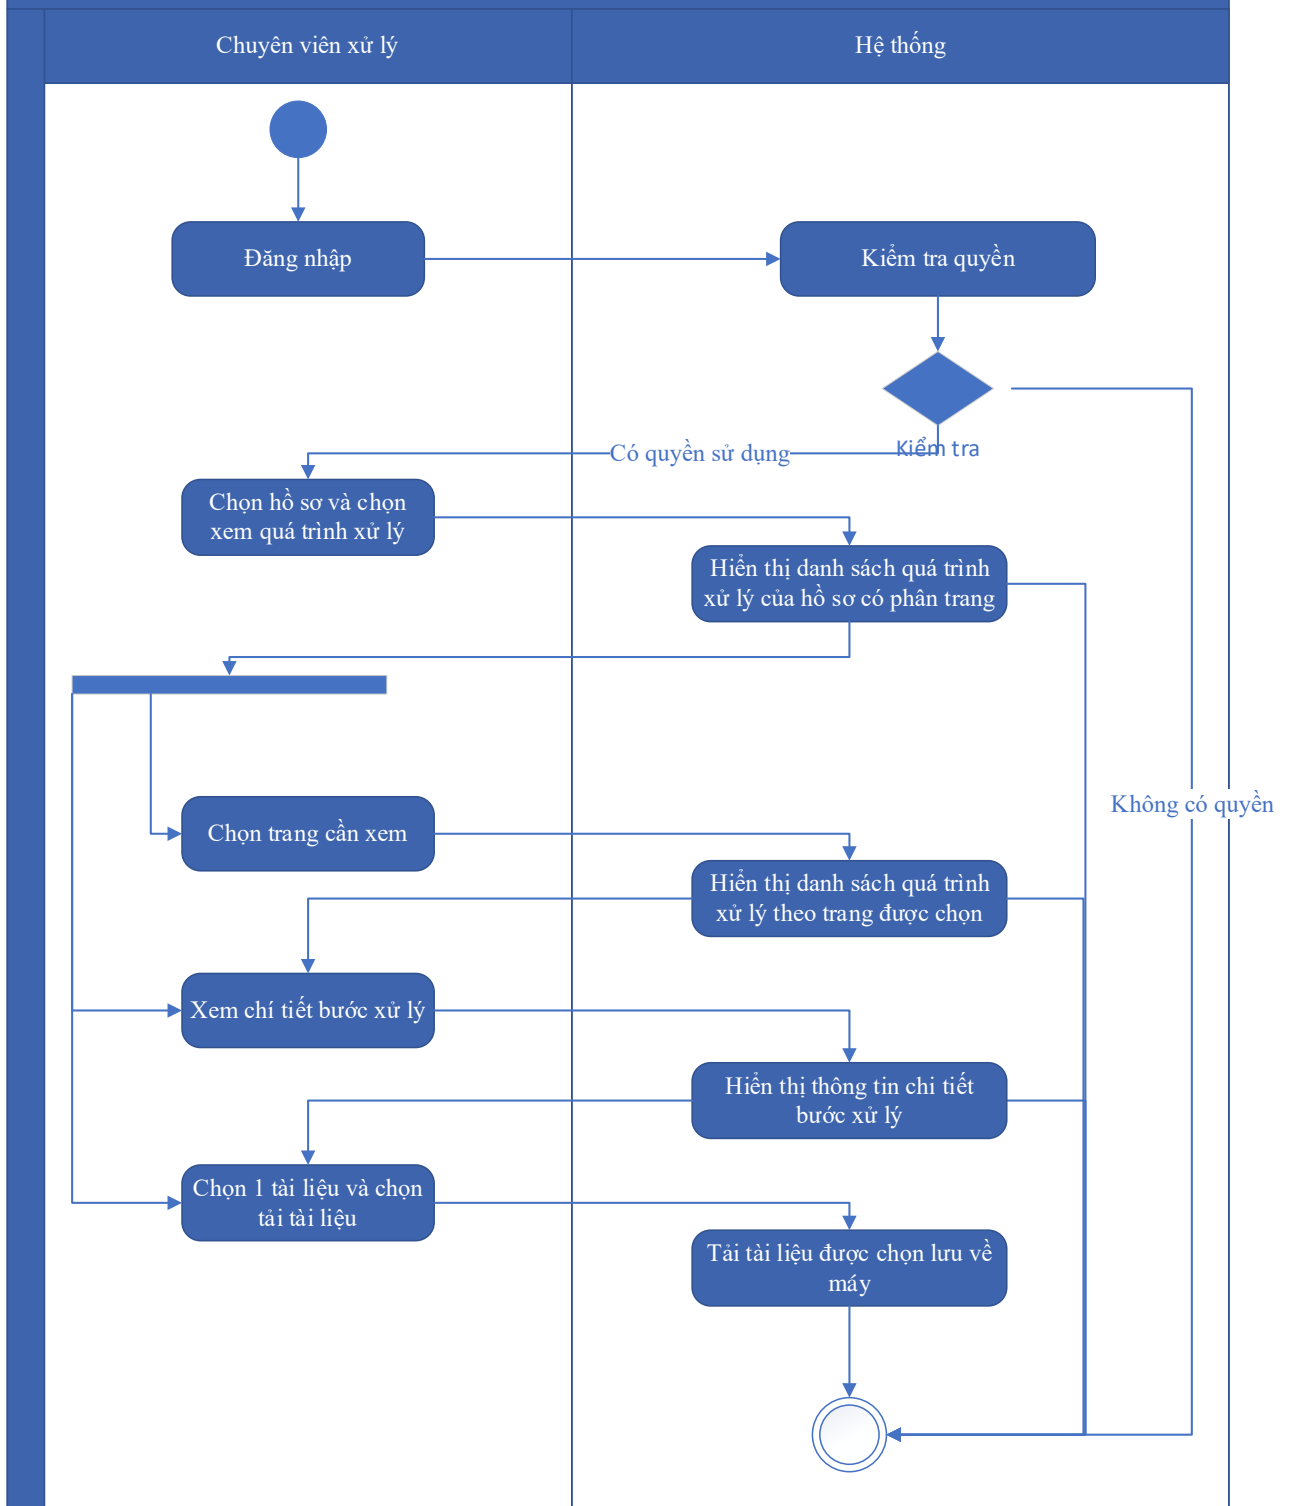 Chuyên viên xử lý
Hệ thống
Đăng nhập
Kiểm tra quyền
Kiểm tra
Có quyền sử dụng
Chọn hồ sơ và chọn
xem quá trình xử lý
Hiển thị danh sách quá trình
xử lý của hồ sơ có phân trang
Không có quyền
Chọn trang cần xem
Hiển thị danh sách quá trình
xử lý theo trang được chọn
Xem chí tiết bước xử lý
Hiển thị thông tin chi tiết
bước xử lý
Chọn 1 tài liệu và chọn
tải tài liệu
Tải tài liệu được chọn lưu về
máy